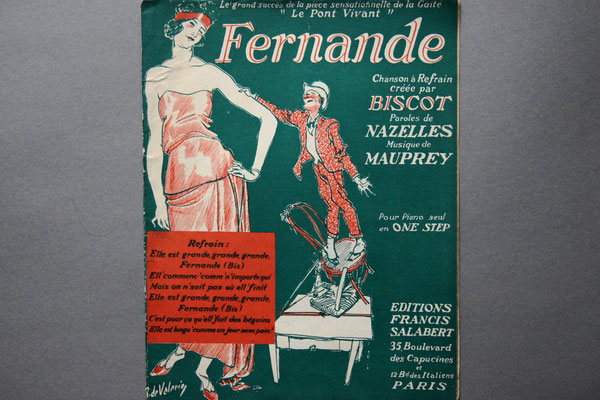 Le grand succès de la pièce sensationnelle de la Gaité
" Le Pont Vivant "
Fernande
Chanson à Refrain
créée par
BISCOT
Paroles de
NAZELLES
Musique de
MAUPREY
Pour Piano seul
en ONE STEP
Refrain :
Elle est grande, grande, grande,
Fernande (Bis)
Ell' commenc' comm' n'importe qui
Mais on n'sait pas où ell' finit
Elle est grande, grande, grande,
Fernande (Bis)
C'est pour ça qu'ell' fait des béguins
Elle est longu' comme un jour sans pain!
EDITIONS
FRANCIS
SALABERT
35 Boulevard
des Capucines
et
12 Bd des Italiens
PARIS
R. de Valerio